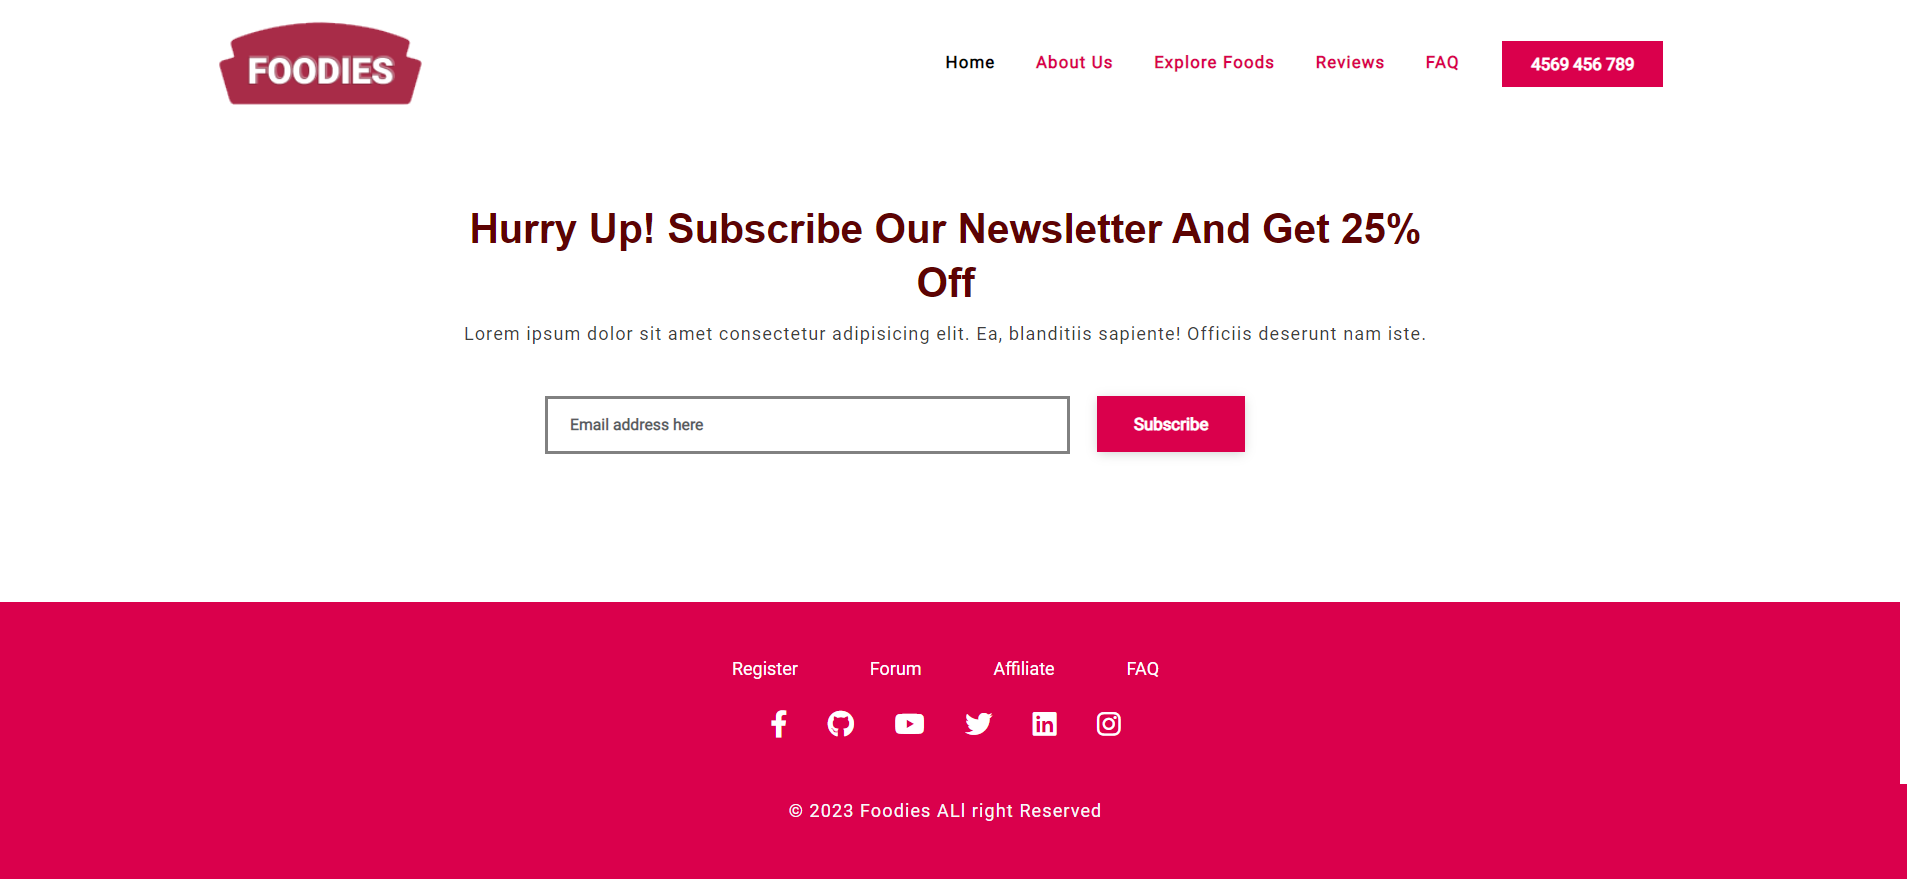 FOODIES
Home About Us Explore Foods Reviews FAQ 4569 456 789
Hurry Up! Subscribe Our Newsletter And Get 25%
Off
Lorem ipsum dolor sit amet consectetur adipisicing elit. Ea, blanditiis sapiente! Officiis deserunt nam iste.
Email address here Subscribe
Register Forum Affiliate FAQ
© 2023 Foodies ALl right Reserved